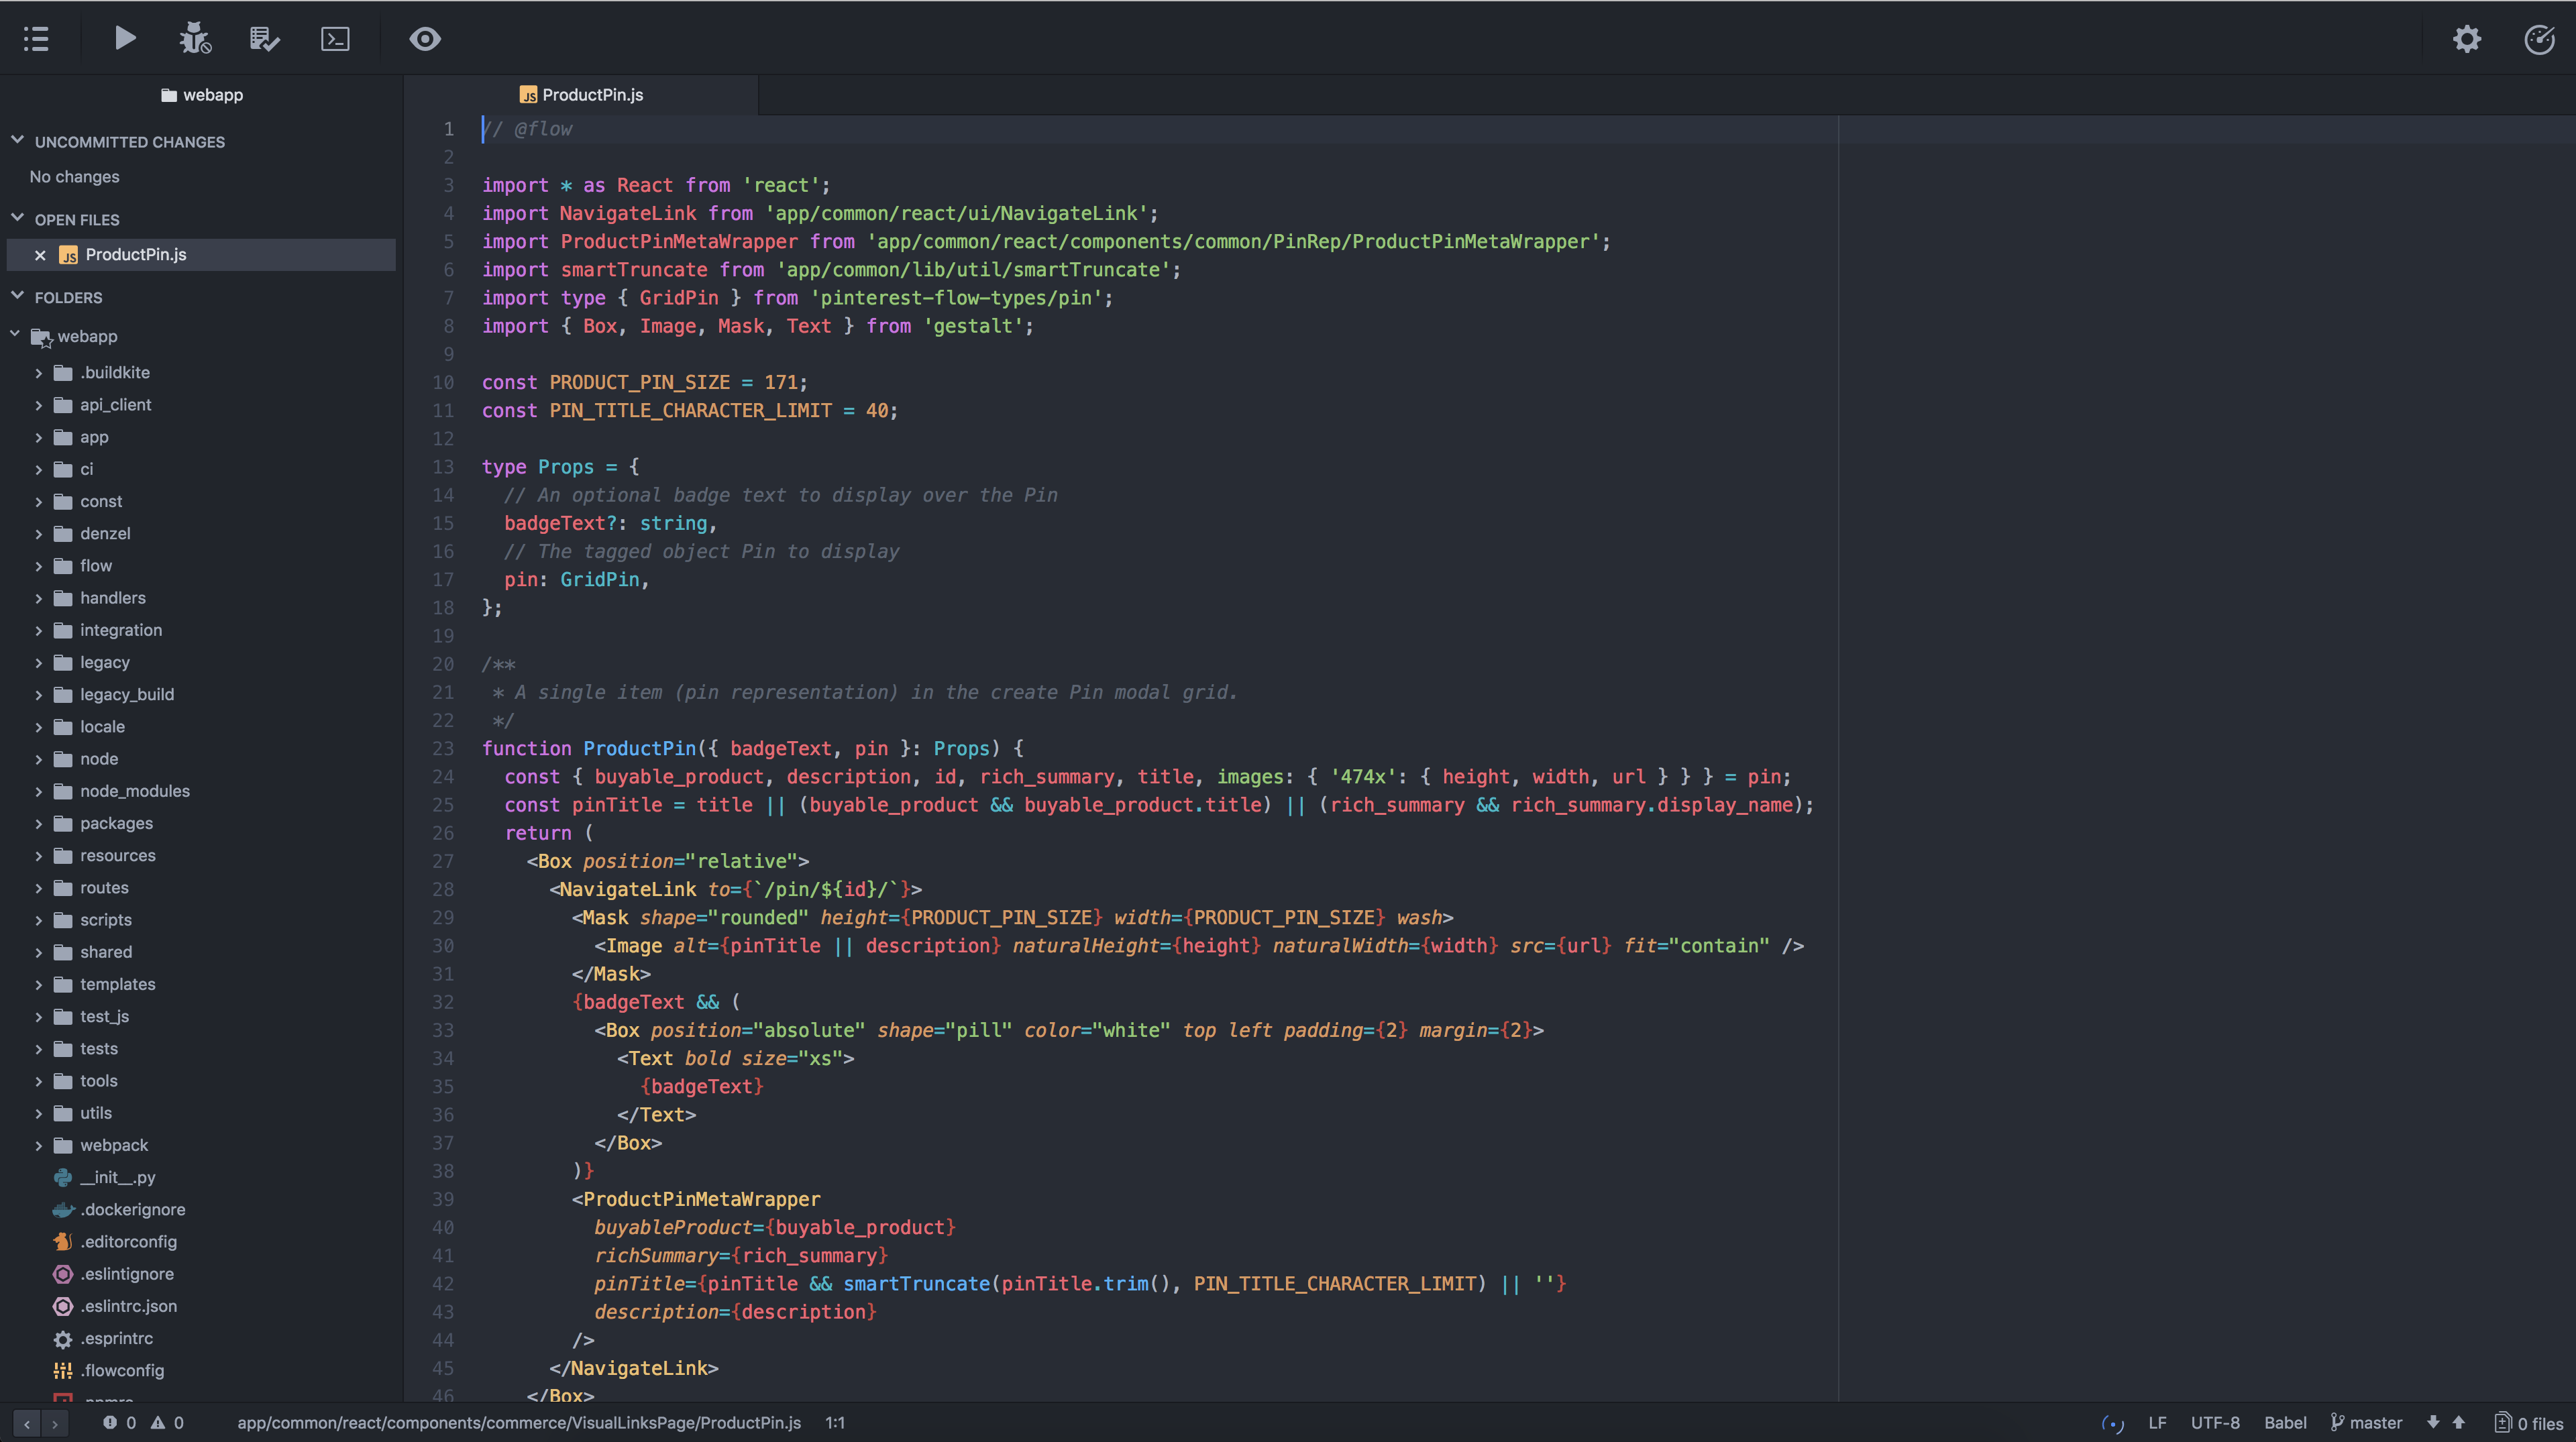 webapp
ProductPin.js
UNCOMMITTED CHANGES
No changes
OPEN FILES
ProductPin.js
FOLDERS
webapp
.buildkite
api_client
app
ci
const
denzel
flow
handlers
integration
legacy
legacy_build
locale
node
node_modules
packages
resources
routes
scripts
shared
templates
test_js
tests
tools
utils
webpack
__init__.py
.dockerignore
.editorconfig
.eslintignore
.eslintrc.json
.esprintrc
.flowconfig
1 // @flow
2
3 import * as React from 'react';
4 import NavigateLink from 'app/common/react/ui/NavigateLink';
5 import ProductPinMetaWrapper from 'app/common/react/components/common/PinRep/ProductPinMetaWrapper';
6 import smartTruncate from 'app/common/lib/util/smartTruncate';
7 import type { GridPin } from 'pinterest-flow-types/pin';
8 import { Box, Image, Mask, Text } from 'gestalt';
9
10 const PRODUCT_PIN_SIZE = 171;
11 const PIN_TITLE_CHARACTER_LIMIT = 40;
12
13 type Props = {
14   // An optional badge text to display over the Pin
15   badgeText?: string,
16   // The tagged object Pin to display
17   pin: GridPin,
18 };
19
20 /**
21  * A single item (pin representation) in the create Pin modal grid.
22  */
23 function ProductPin({ badgeText, pin }: Props) {
24   const { buyable_product, description, id, rich_summary, title, images: { '474x': { height, width, url } } } = pin;
25   const pinTitle = title || (buyable_product && buyable_product.title) || (rich_summary && rich_summary.display_name);
26   return (
27     <Box position="relative">
28       <NavigateLink to={`/pin/${id}/`}>
29         <Mask shape="rounded" height={PRODUCT_PIN_SIZE} width={PRODUCT_PIN_SIZE} wash>
30           <Image alt={pinTitle || description} naturalHeight={height} naturalWidth={width} src={url} fit="contain" />
31         </Mask>
32         {badgeText && (
33           <Box position="absolute" shape="pill" color="white" top left padding={2} margin={2}>
34             <Text bold size="xs">
35               {badgeText}
36             </Text>
37           </Box>
38         )}
39         <ProductPinMetaWrapper
40           buyableProduct={buyable_product}
41           richSummary={rich_summary}
42           pinTitle={pinTitle && smartTruncate(pinTitle.trim(), PIN_TITLE_CHARACTER_LIMIT) || ''}
43           description={description}
44         />
45       </NavigateLink>
46     </Box>
0 0 app/common/react/components/commerce/VisualLinksPage/ProductPin.js 1:1 LF UTF-8 Babel master 0 files